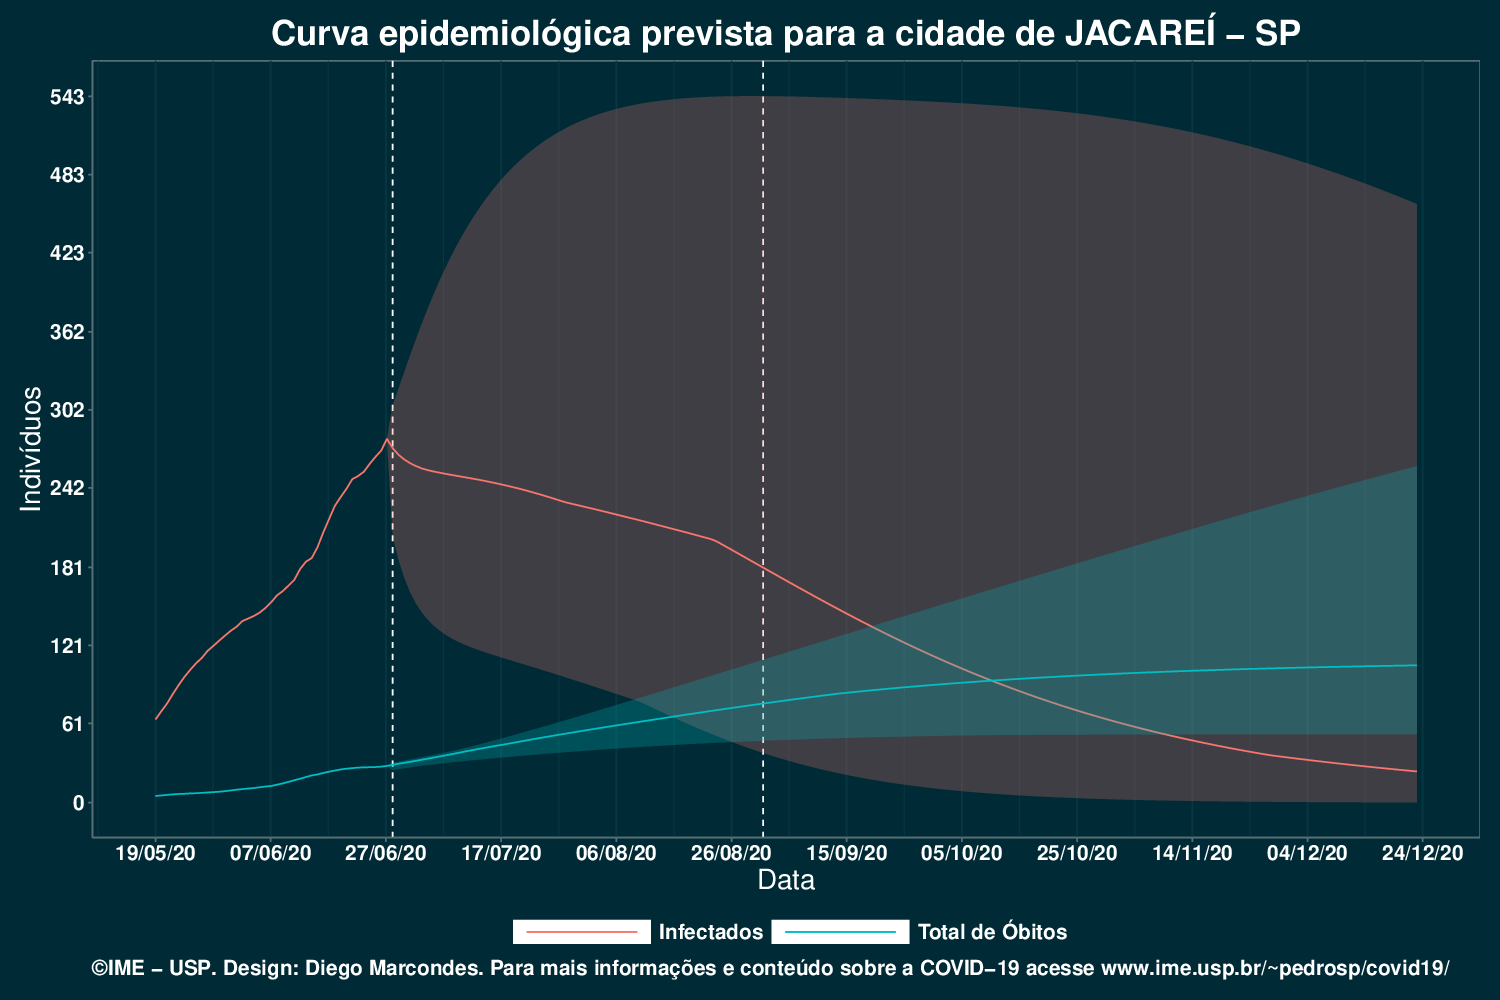 Curva epidemiológica prevista para a cidade de JACAREÍ – SP
543
483
423
362
302
242
181
121
61
0
Indivíduos
19/05/20 07/06/20 27/06/20 17/07/20 06/08/20 26/08/20 15/09/20 05/10/20 25/10/20 14/11/20 04/12/20 24/12/20
Data
Infectados Total de Óbitos
©IME – USP. Design: Diego Marcondes. Para mais informações e conteúdo sobre a COVID–19 acesse www.ime.usp.br/~pedrosp/covid19/